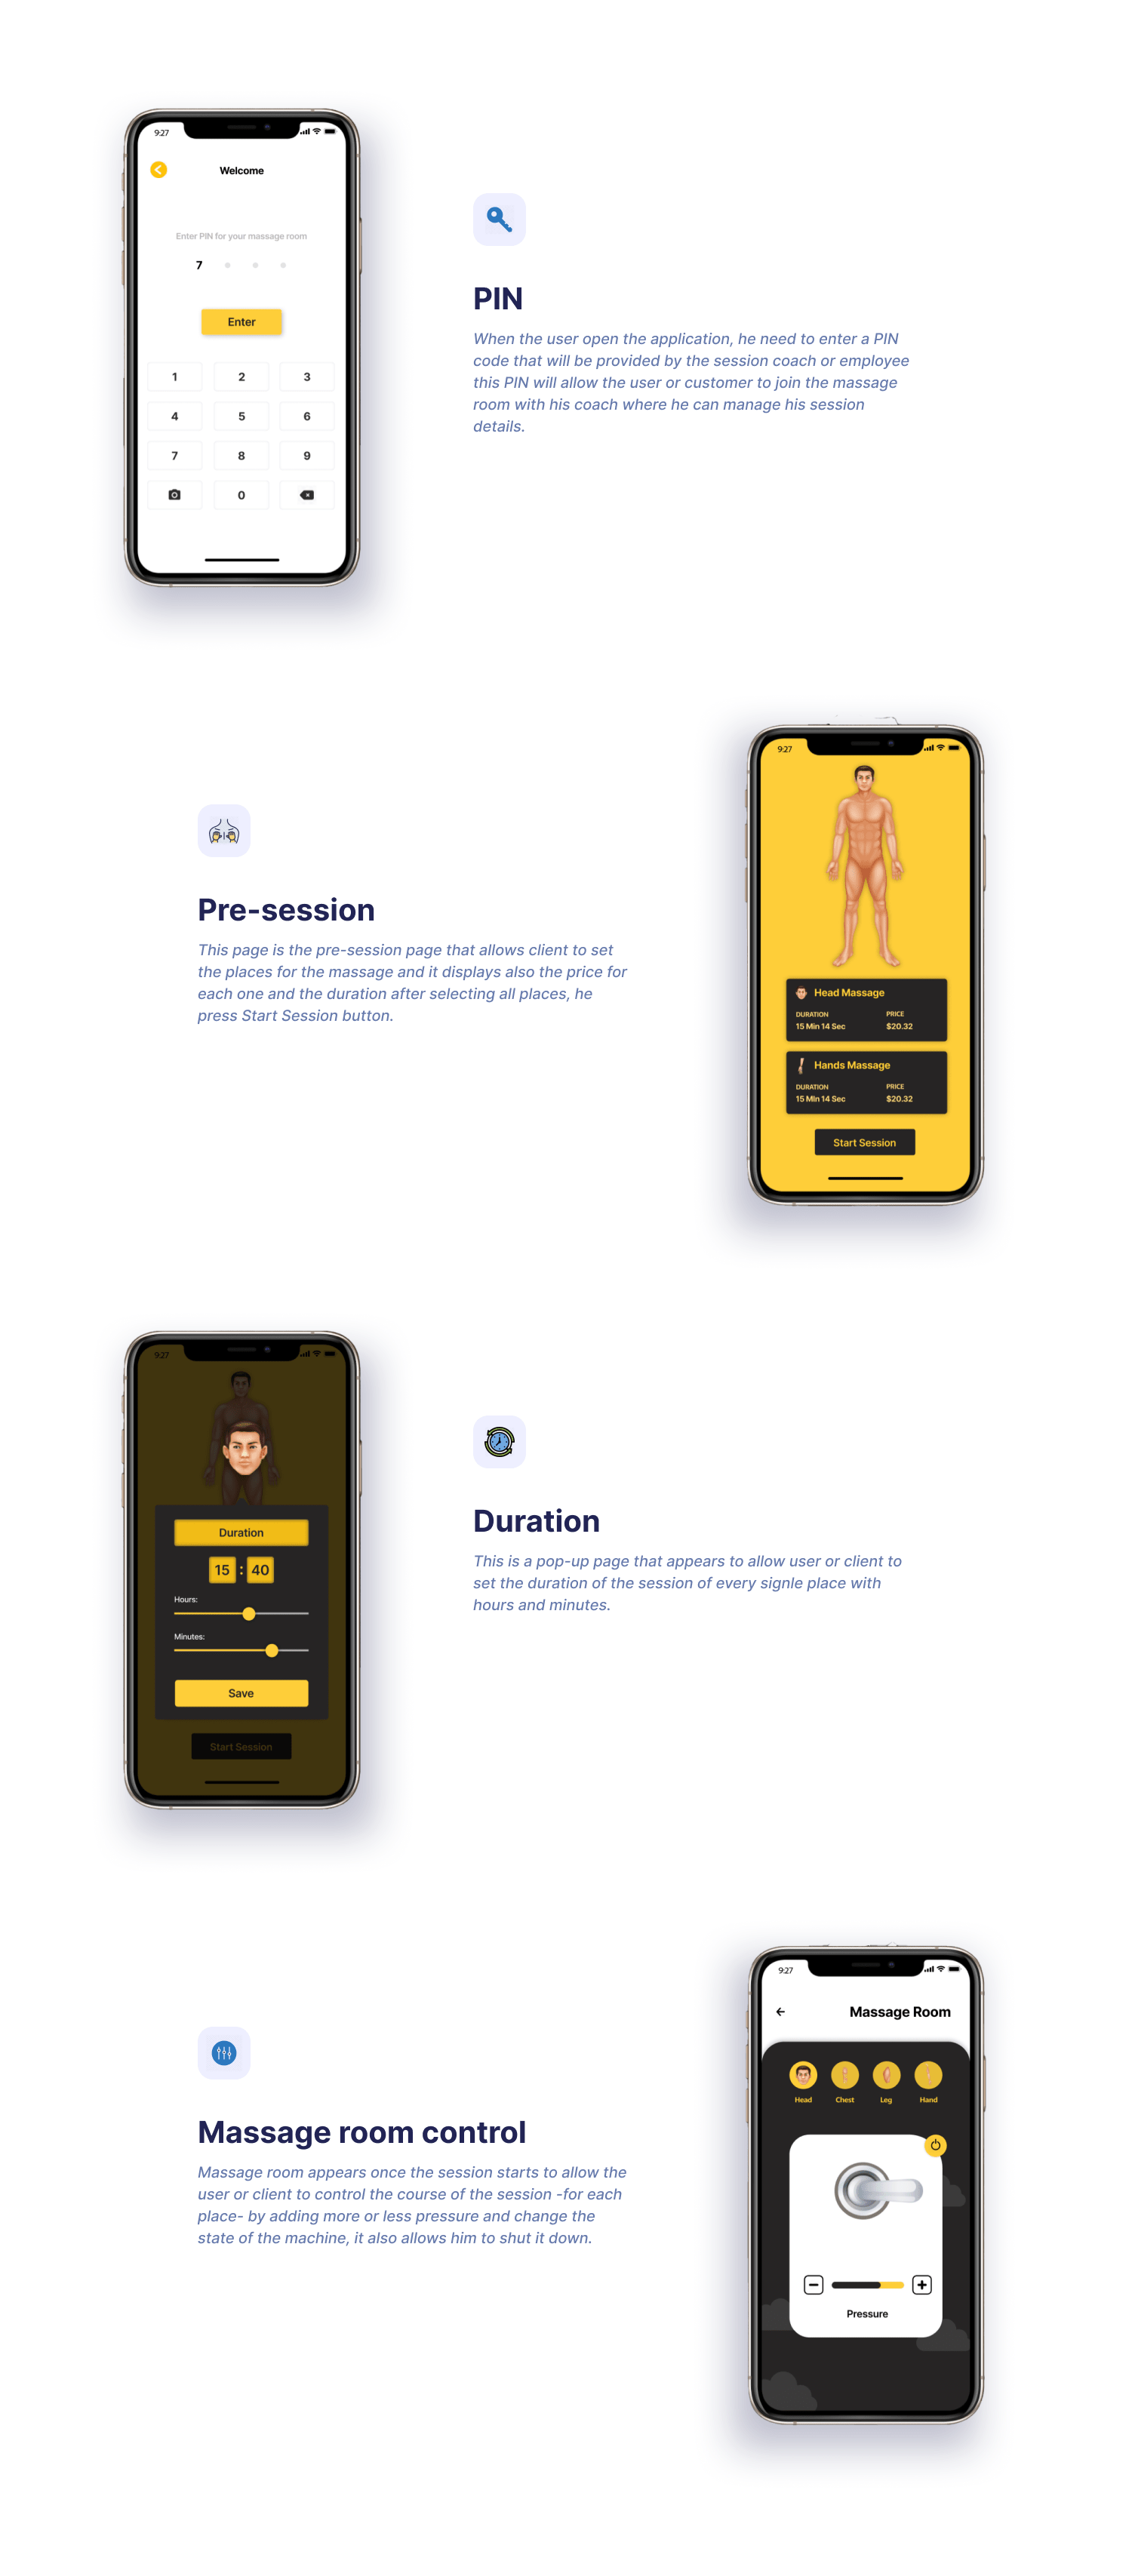 9:27
Welcome
Enter PIN for your massage room
7
Enter
1 2 3
4 5 6
7 8 9
0
PIN
When the user open the application, he need to enter a PIN
code that will be provided by the session coach or employee
this PIN will allow the user or customer to join the massage
room with his coach where he can manage his session
details.
Pre-session
This page is the pre-session page that allows client to set
the places for the massage and it displays also the price for
each one and the duration after selecting all places, he
press Start Session button.
9:27
Head Massage
DURATION PRICE
15 Min 14 Sec $20.32
Hands Massage
DURATION PRICE
15 Min 14 Sec $20.32
Start Session
9:27
Duration
15 : 40
Hours:
Minutes:
Save
Start Session
Duration
This is a pop-up page that appears to allow user or client to
set the duration of the session of every signle place with
hours and minutes.
Massage room control
Massage room appears once the session starts to allow the
user or client to control the course of the session -for each
place- by adding more or less pressure and change the
state of the machine, it also allows him to shut it down.
9:27
Massage Room
Head Chest Leg Hand
Pressure